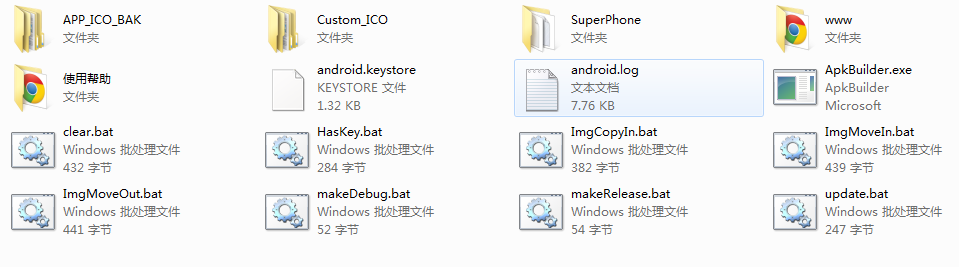 APP_ICO_BAK
文件夹
Custom_ICO
文件夹
SuperPhone
文件夹
www
文件夹
使用帮助
文件夹
android.keystore
KEYSTORE 文件
1.32 KB
android.log
文本文档
7.76 KB
ApkBuilder.exe
ApkBuilder
Microsoft
clear.bat
Windows 批处理文件
432 字节
HasKey.bat
Windows 批处理文件
284 字节
ImgCopyIn.bat
Windows 批处理文件
382 字节
ImgMoveIn.bat
Windows 批处理文件
439 字节
ImgMoveOut.bat
Windows 批处理文件
441 字节
makeDebug.bat
Windows 批处理文件
52 字节
makeRelease.bat
Windows 批处理文件
54 字节
update.bat
Windows 批处理文件
247 字节